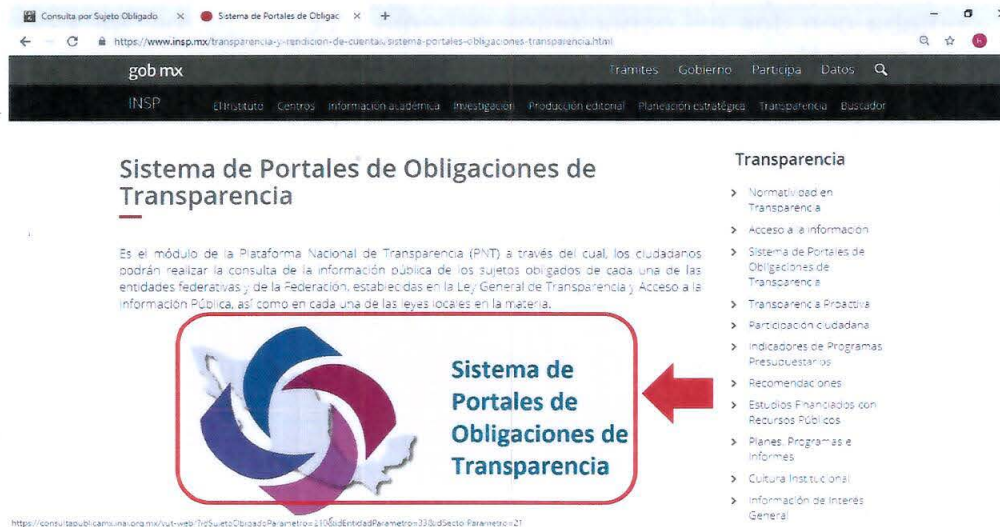 Consulta por Sujeto Obligado
Sistema de Portales de Obligac
https://www.insp.mx/transparencia-y-rendicion-de-cuentas/sistema-portales-obligaciones-transparencia.html
gob mx
Trámites Gobierno Participa Datos
INSP
El Instituto Centros Información académica Investigación Producción editorial Planeación estratégica Transparencia Buscador
Sistema de Portales de Obligaciones de
Transparencia
Es el módulo de la Plataforma Nacional de Transparencia (PNT) a través del cual, los ciudadanos
podrán realizar la consulta de la información pública de los sujetos obligados de cada una de las
entidades federativas y de la Federación, establecidas en la Ley General de Transparencia y Acceso a la
Información Pública, así como en cada una de las leyes locales en la materia.
Sistema de
Portales de
Obligaciones de
Transparencia
Transparencia
Normatividad en
Transparencia
Acceso a la información
Sistema de Portales de
Obligaciones de
Transparencia
Transparencia Proactiva
Participación ciudadana
Indicadores de Programas
Presupuestarios
Recomendaciones
Estudios Financiados con
Recursos Públicos
Planes, Programas e
Informes
Cultura Institucional
Información de Interés
General